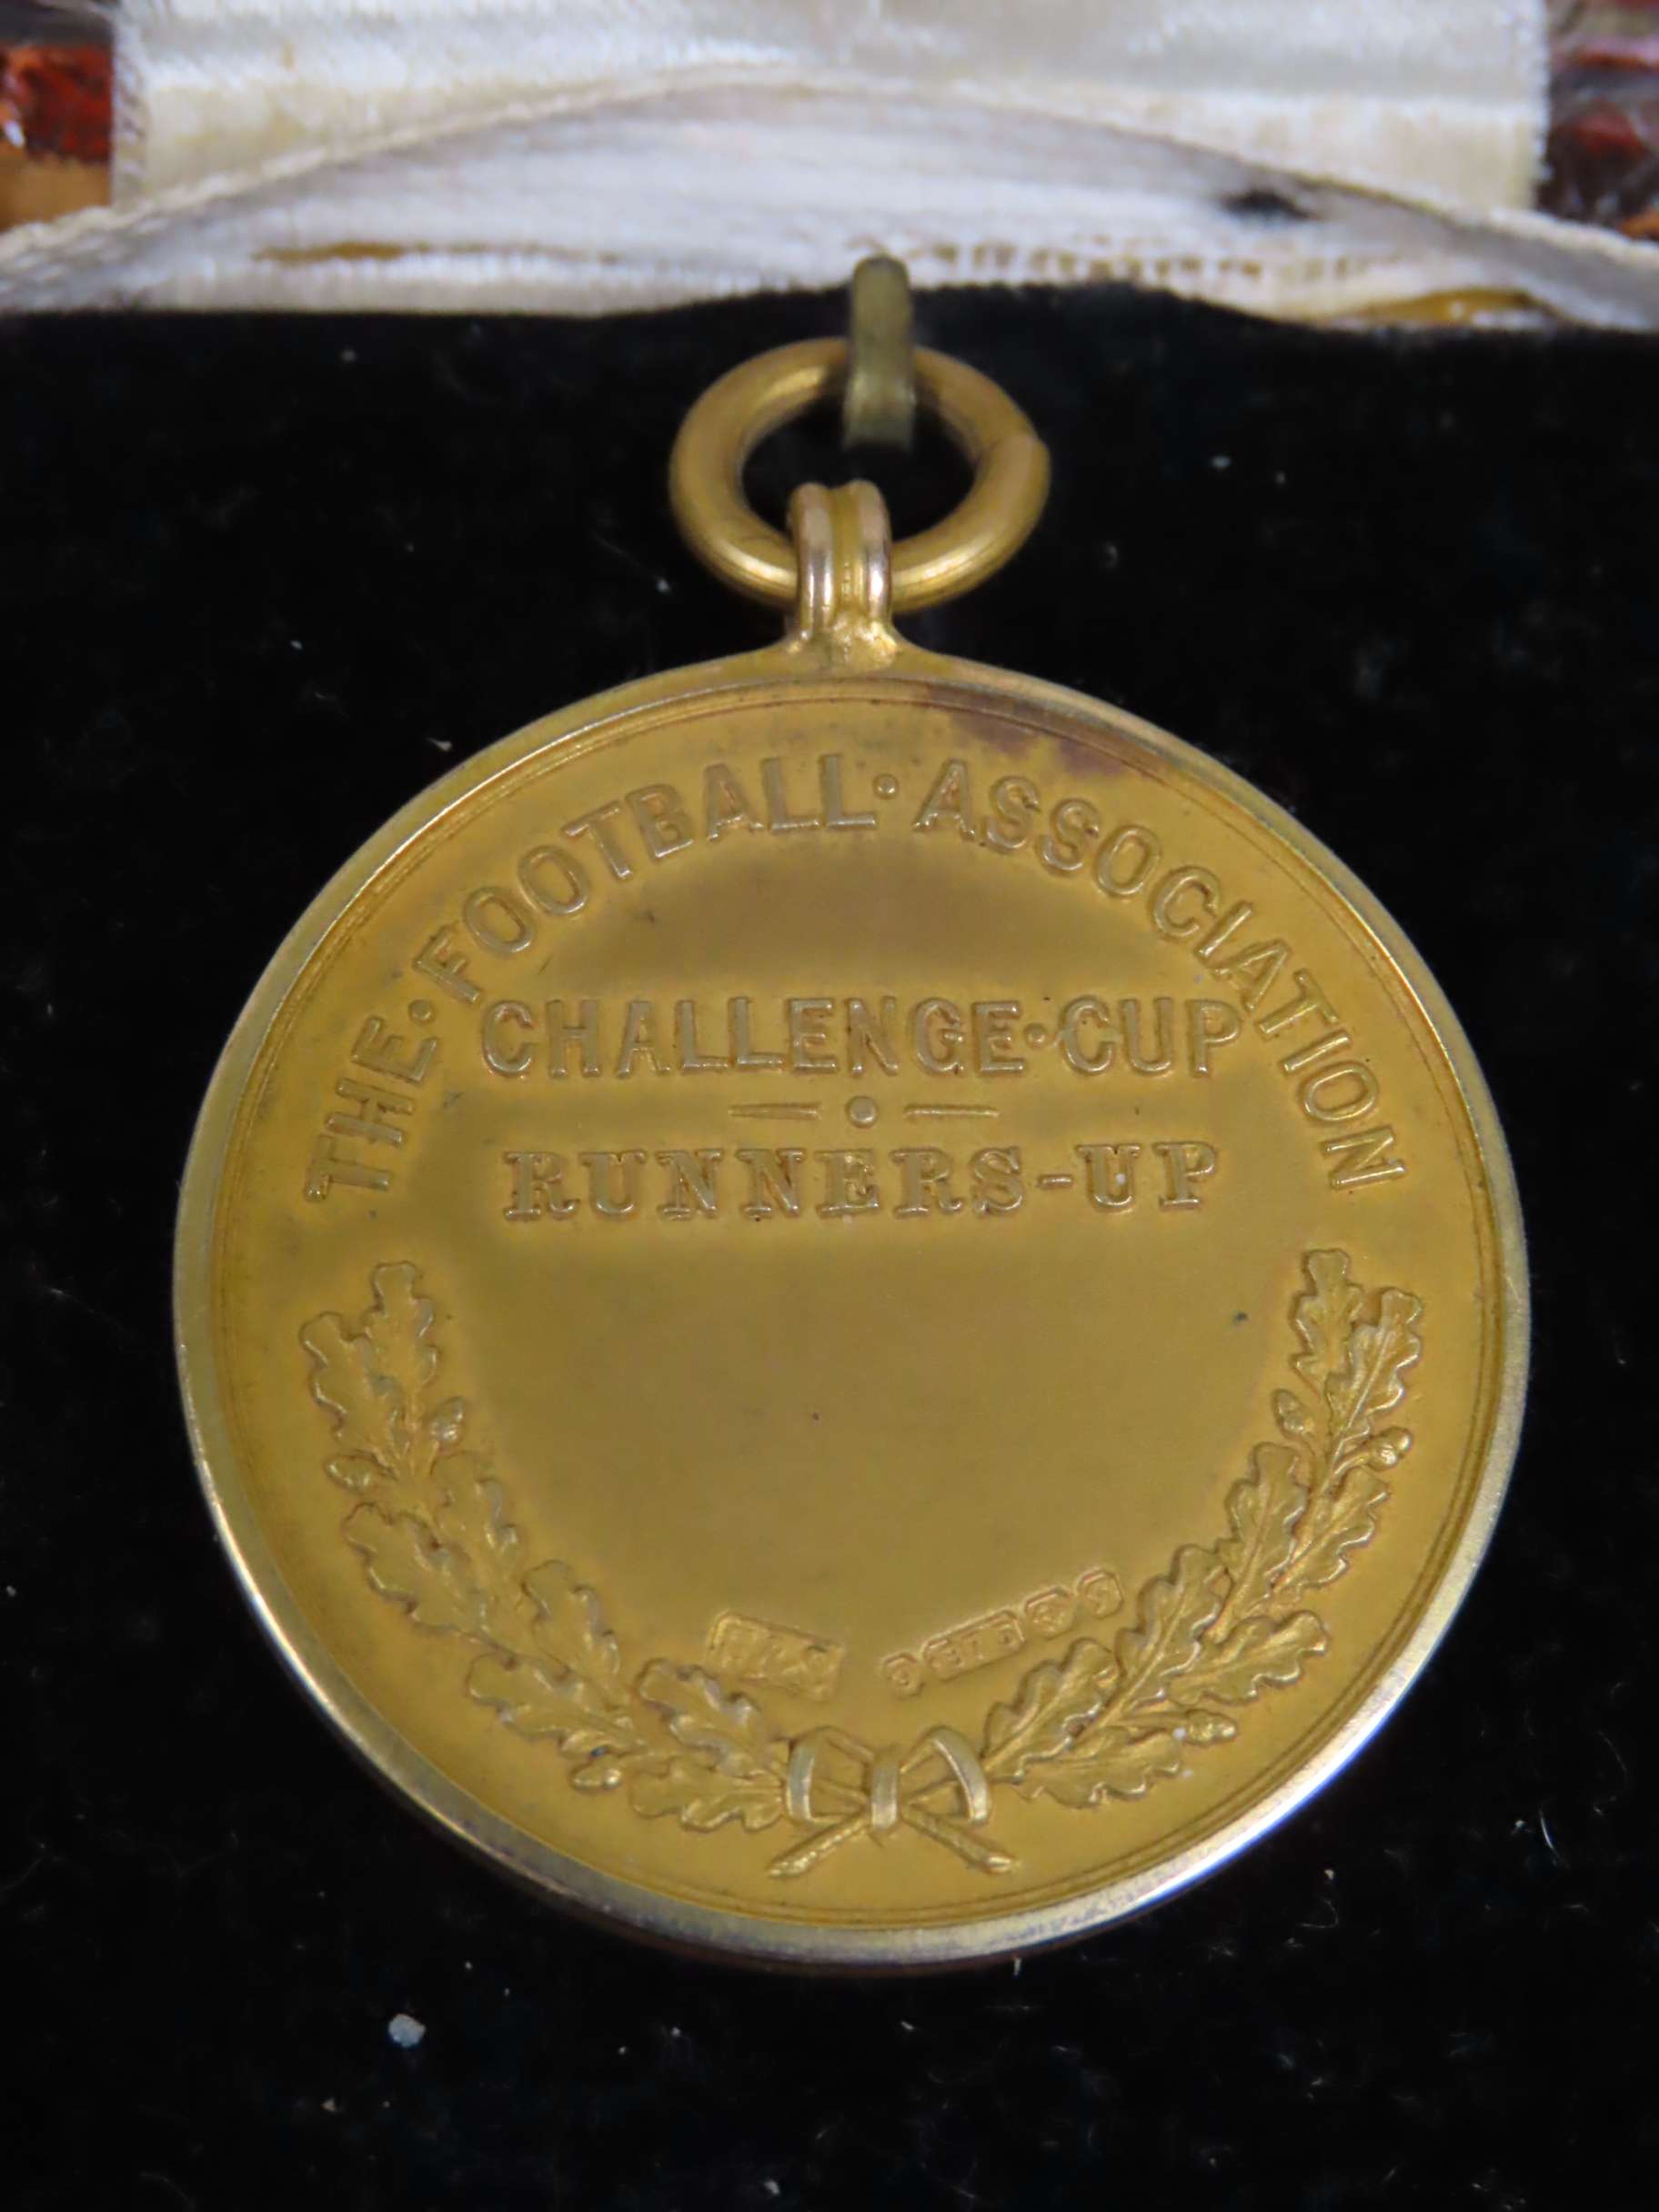 THE·FOOTBALL·ASSOCIATION
CHALLENGE·CUP
RUNNERS-UP